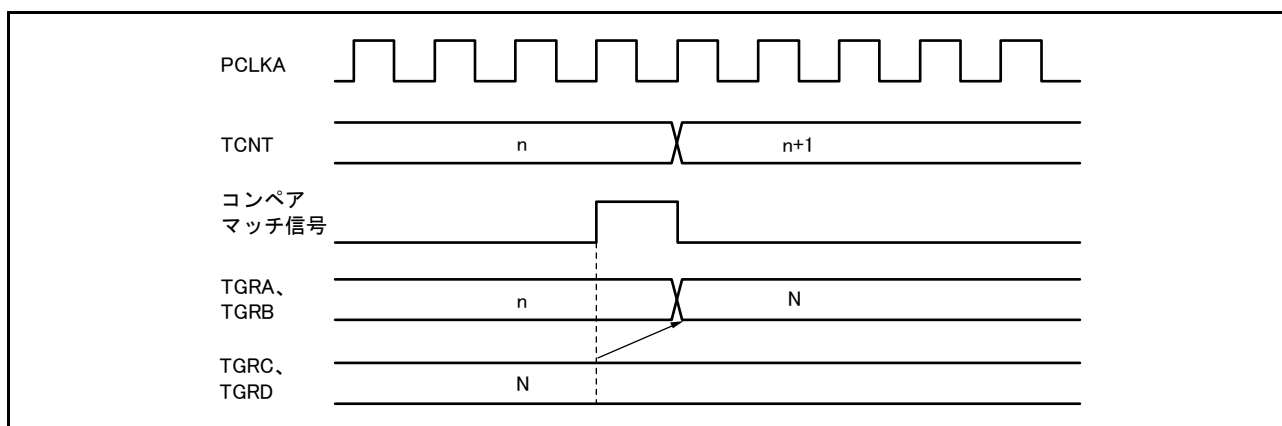 PCLKA
TCNT
n
n+1
コンペア
マッチ信号
TGRA、
TGRB
n
N
TGRC、
TGRD
N